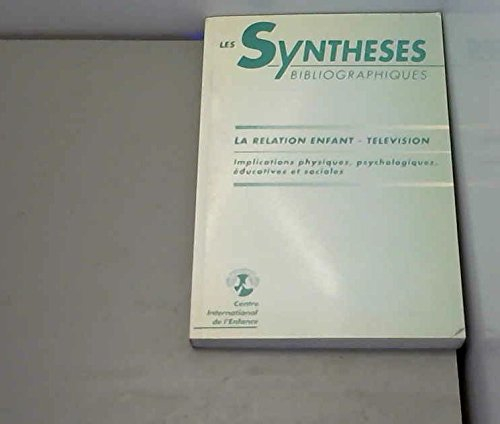 LES SYNTHESES
BIBLIOGRAPHIQUES
LA RELATION ENFANT - TELEVISION
Implications physiques, psychologiques,
éducatives et sociales
Centre
International
de l'Enfance